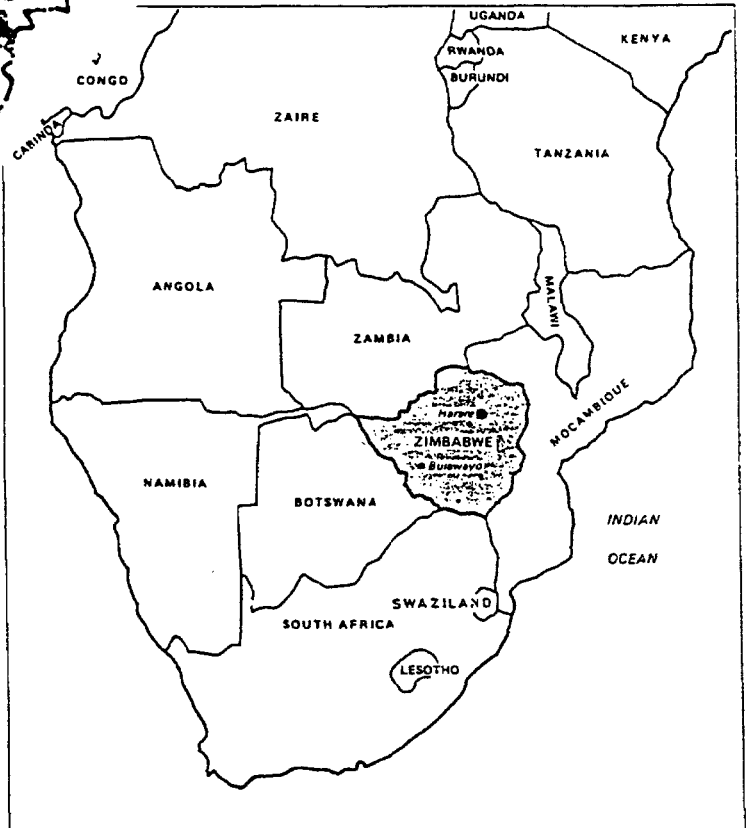 UGANDA
KENYA
RWANDA
CONGO
BURUNDI
ZAIRE
CABINDA
TANZANIA
ANGOLA
MALAWI
ZAMBIA
MOCAMBIQUE
Harare
ZIMBABWE
Bulawayo
NAMIBIA
BOTSWANA
INDIAN
OCEAN
SWAZILAND
SOUTH AFRICA
LESOTHO